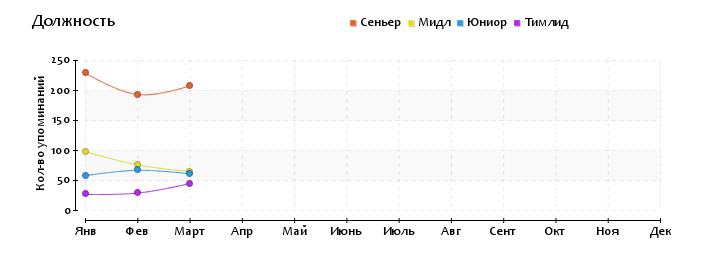 Должность
Сеньер Мидл Юниор Тимлид
Кол-во упоминаний
250
200
150
100
50
0
Янв Фев Март Апр Май Июнь Июль Авг Сент Окт Ноя Дек